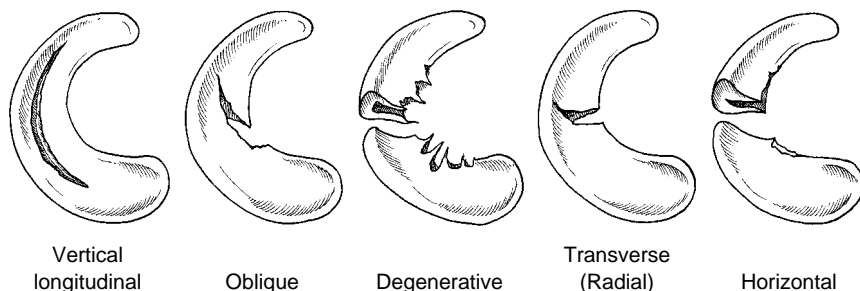 Vertical
longitudinal
Oblique
Degenerative
Transverse
(Radial)
Horizontal